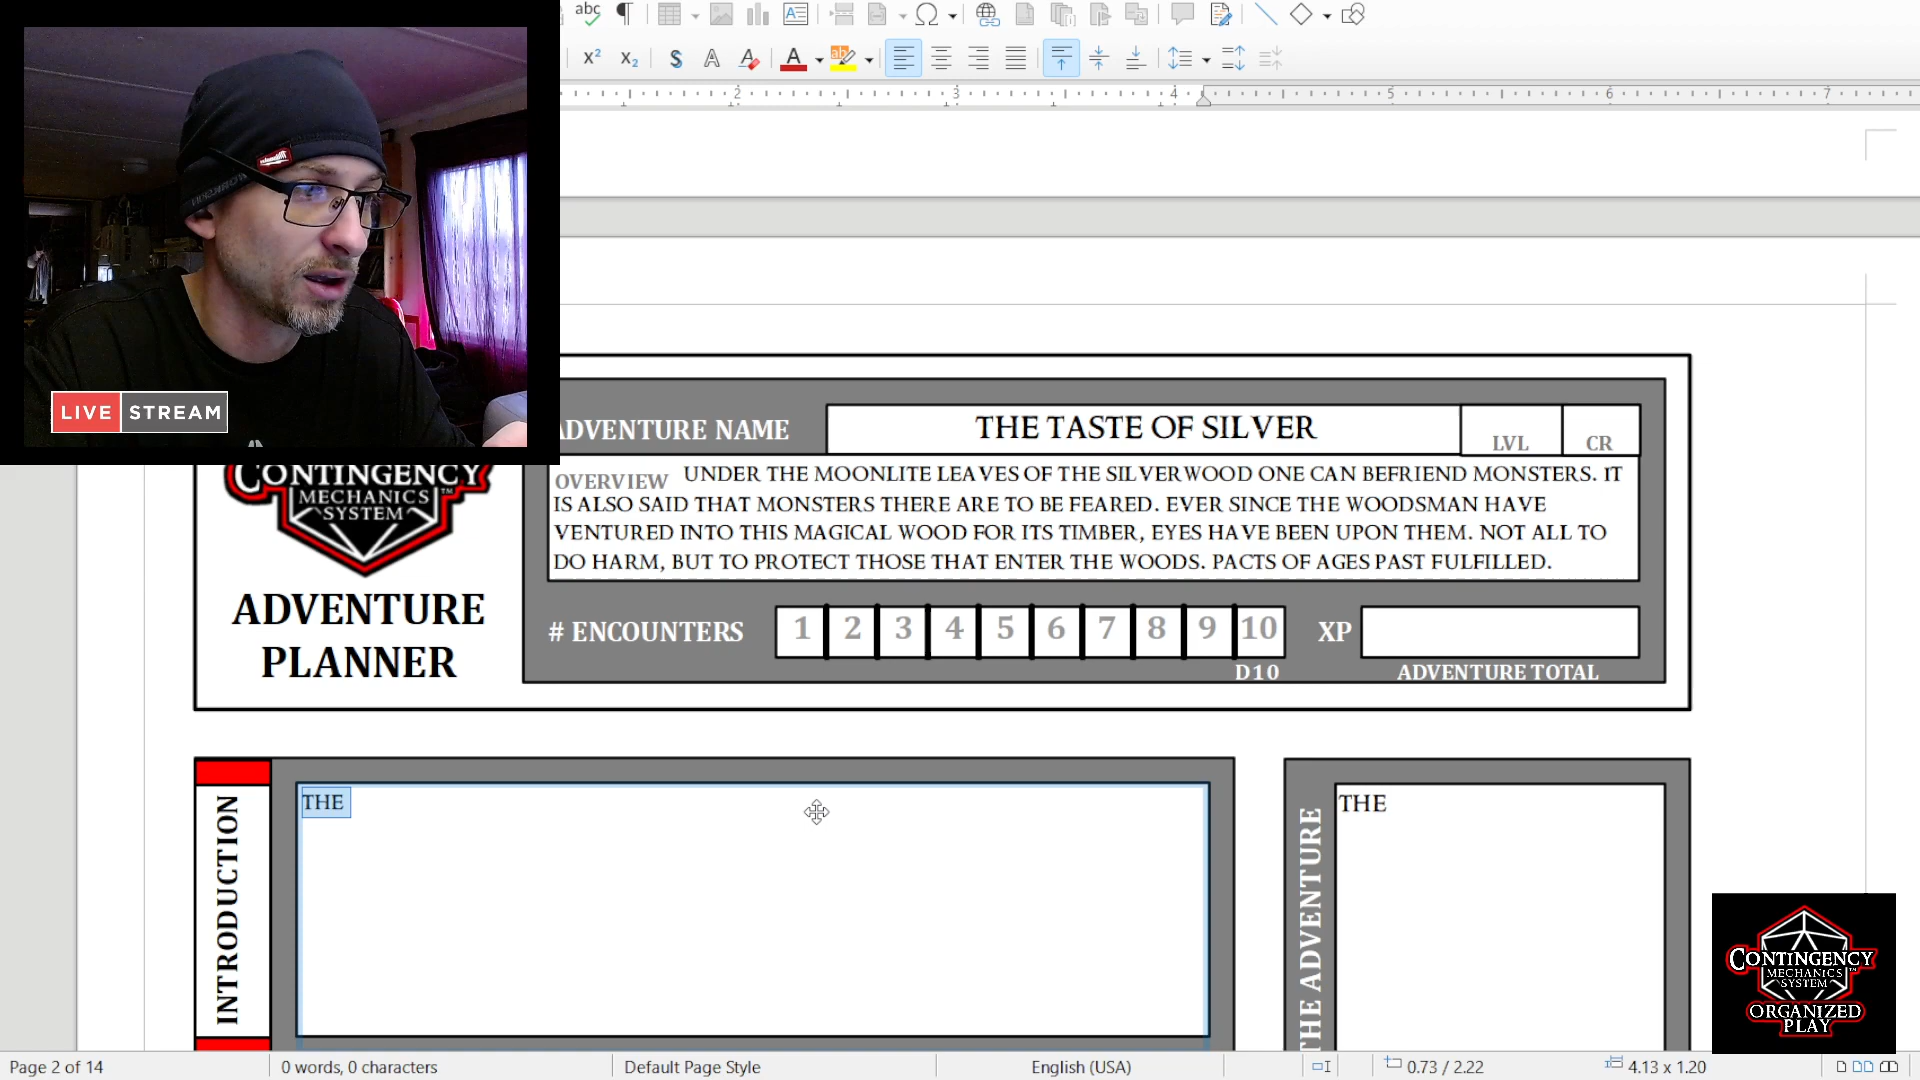 LIVE STREAM
2 3 4 5 6 7
CONTINGENCY
MECHANICS
SYSTEM
ADVENTURE
PLANNER
ADVENTURE NAME
THE TASTE OF SILVER
LVL
CR
OVERVIEW UNDER THE MOONLITE LEAVES OF THE SILVERWOOD ONE CAN BEFRIEND MONSTERS. IT
IS ALSO SAID THAT MONSTERS THERE ARE TO BE FEARED. EVER SINCE THE WOODSMAN HAVE
VENTURED INTO THIS MAGICAL WOOD FOR ITS TIMBER, EYES HAVE BEEN UPON THEM. NOT ALL TO
DO HARM, BUT TO PROTECT THOSE THAT ENTER THE WOODS. PACTS OF AGES PAST FULFILLED.
# ENCOUNTERS 1 2 3 4 5 6 7 8 9 10 XP
D10 ADVENTURE TOTAL
INTRODUCTION
THE
THE ADVENTURE
THE
CONTINGENCY
MECHANICS
SYSTEM
ORGANIZED
PLAY
Page 2 of 14 0 words, 0 characters Default Page Style English (USA) 0.73 / 2.22 4.13 x 1.20